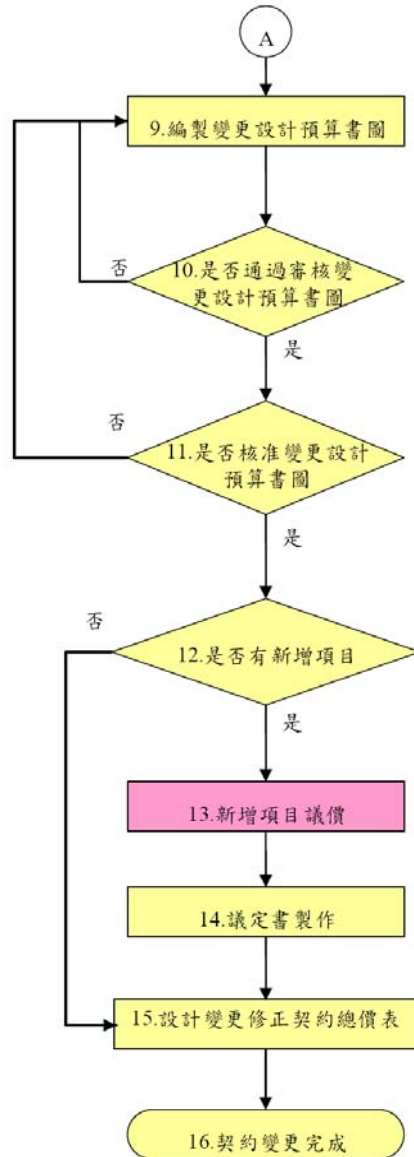 A
9.編製變更設計預算書圖
否
10.是否通過審核變
更設計預算書圖
是
否
11.是否核准變更設計
預算書圖
是
否
12.是否有新增項目
是
13.新增項目議價
14.議定書製作
15.設計變更修正契約總價表
16.契約變更完成